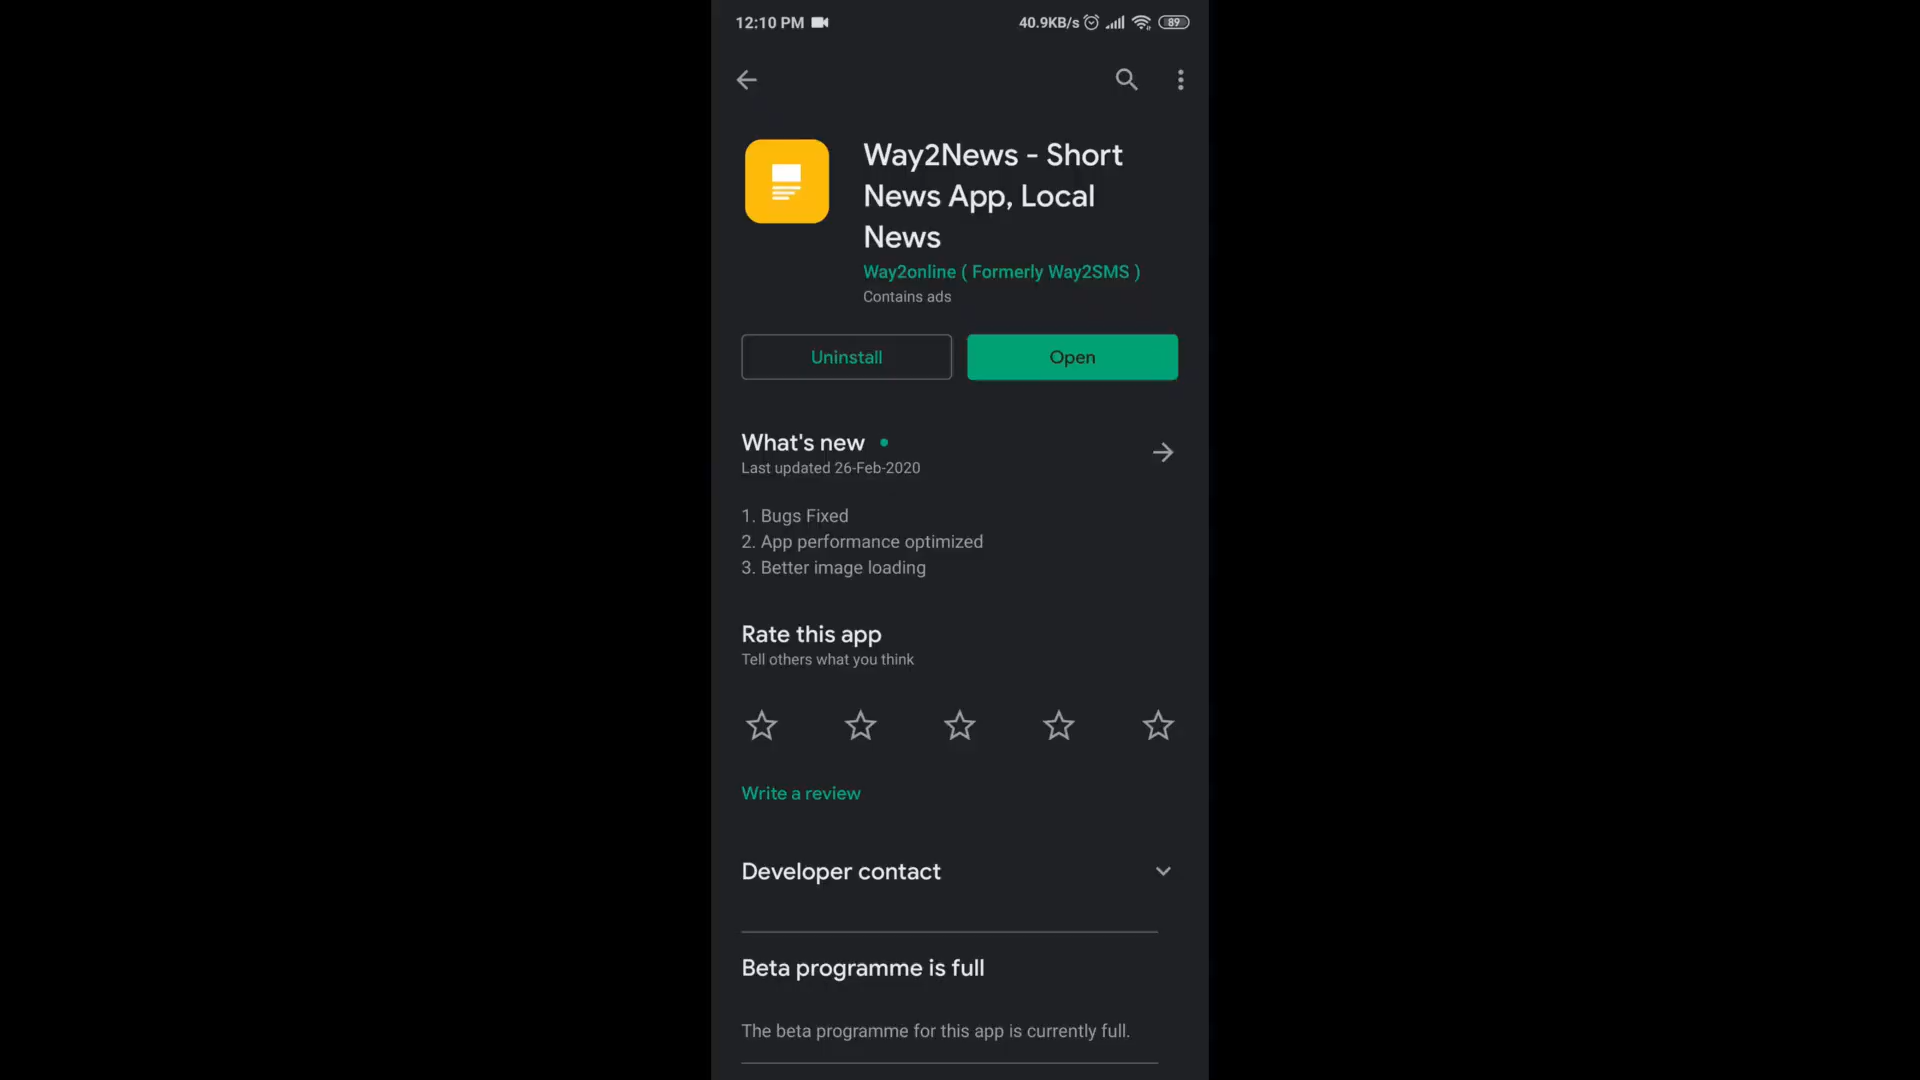 12:10 PM 40.9KB/s 89
Way2News - Short
News App, Local
News
Way2online ( Formerly Way2SMS )
Contains ads
Uninstall Open
What's new
Last updated 26-Feb-2020
1. Bugs Fixed
2. App performance optimized
3. Better image loading
Rate this app
Tell others what you think
Write a review
Developer contact
Beta programme is full
The beta programme for this app is currently full.